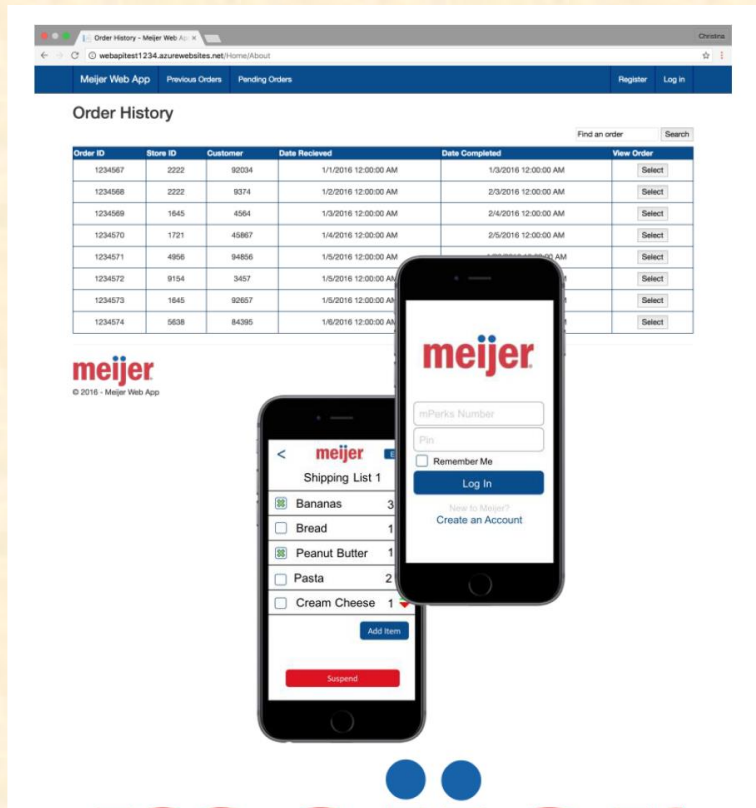 Order History - Meijer Web Ap
Christina
webapitest1234.azurewebsites.net/Home/About
Meijer Web App Previous Orders Pending Orders Register Log in
Order History
Find an order Search
Order ID Store ID Customer Date Recieved Date Completed View Order
1234567 2222 92034 1/1/2016 12:00:00 AM 1/3/2016 12:00:00 AM Select
1234568 2222 9374 1/2/2016 12:00:00 AM 2/3/2016 12:00:00 AM Select
1234569 1645 4564 1/3/2016 12:00:00 AM 2/4/2016 12:00:00 AM Select
1234570 1721 45867 1/4/2016 12:00:00 AM 2/5/2016 12:00:00 AM Select
1234571 4956 94856 1/5/2016 12:00:00 AM AM Select
1234572 9154 3457 1/5/2016 12:00:00 AM Select
1234573 1645 92657 1/5/2016 12:00:00 AM Select
1234574 5638 84395 1/6/2016 12:00:00 AM Select
meijer
© 2016 - Meijer Web App
meijer
mPerks Number
Pin
Remember Me
Log In
New to Meijer?
Create an Account
< meijer
Shipping List 1
Bananas 3
Bread 1
Peanut Butter 1
Pasta 2
Cream Cheese 1
Add Item
Suspend